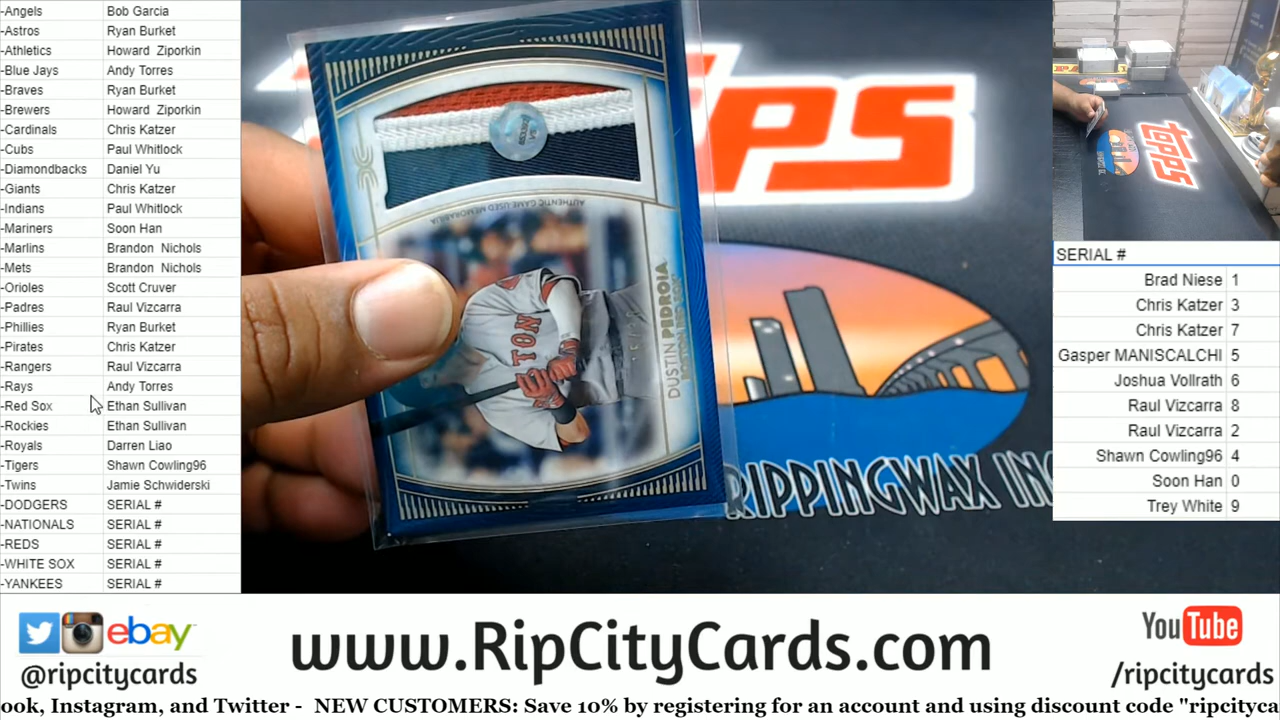 -Angels Bob Garcia
-Astros Ryan Burket
-Athletics Howard Ziporkin
-Blue Jays Andy Torres
-Braves Ryan Burket
-Brewers Howard Ziporkin
-Cardinals Chris Katzer
-Cubs Paul Whitlock
-Diamondbacks Daniel Yu
-Giants Chris Katzer
-Indians Paul Whitlock
-Mariners Soon Han
-Marlins Brandon Nichols
-Mets Brandon Nichols
-Orioles Scott Cruver
-Padres Raul Vizcarra
-Phillies Ryan Burket
-Pirates Chris Katzer
-Rangers Raul Vizcarra
-Rays Andy Torres
-Red Sox Ethan Sullivan
-Rockies Ethan Sullivan
-Royals Darren Liao
-Tigers Shawn Cowling96
-Twins Jamie Schwiderski
-DODGERS SERIAL #
-NATIONALS SERIAL #
-REDS SERIAL #
-WHITE SOX SERIAL #
-YANKEES SERIAL #
AUTHENTIC GAME-USED MEMORABILIA
DUSTIN PEDROIA
BOSTON RED SOX
TON
PPS
RIPPINGWAX IN
TOPPS
SERIAL #
Brad Niese 1
Chris Katzer 3
Chris Katzer 7
Gasper MANISCALCHI 5
Joshua Vollrath 6
Raul Vizcarra 8
Raul Vizcarra 2
Shawn Cowling96 4
Soon Han 0
Trey White 9
ebay
@ripcitycards
www.RipCityCards.com
YouTube
/ripcitycards
ook, Instagram, and Twitter - NEW CUSTOMERS: Save 10% by registering for an account and using discount code "ripcityca